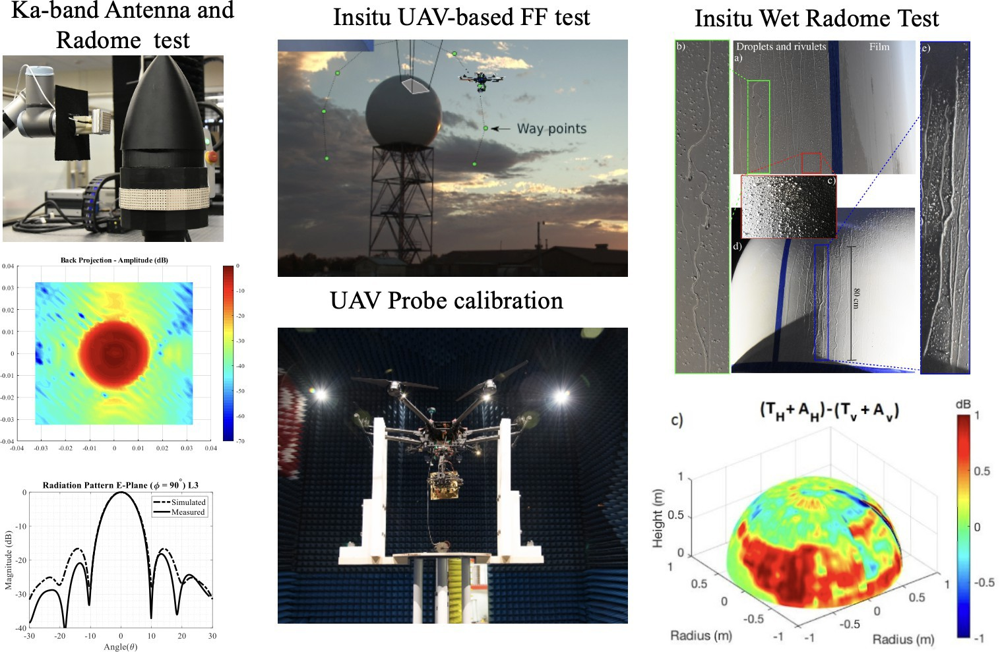 Ka-band Antenna and
Radome test
Insitu UAV-based FF test
Way points
UAV Probe calibration
Insitu Wet Radome Test
b)
Droplets and rivulets
Film
a)
e)
c)
d)
80 cm
Back Projection - Amplitude (dB)
0.04
0.03
0.02
0.01
0
-0.01
-0.02
-0.03
-0.04
-0.04 -0.03 -0.02 -0.01 0 0.01 0.02 0.03 0.04
0
-10
-20
-30
-40
-50
-60
-70
Radiation Pattern E-Plane (ϕ = 90°) L3
Simulated
Measured
Magnitude (dB)
0
-10
-20
-30
-40
-30 -20 -10 0 10 20 30
Angle(θ)
c)
(T_H + A_H)-(T_v + A_v)
dB
1
0.5
0
-0.5
-1
Height (m)
1
0.5
0
1
0.5
0
-0.5
-1
Radius (m)
-1
-0.5
0
0.5
1
Radius (m)